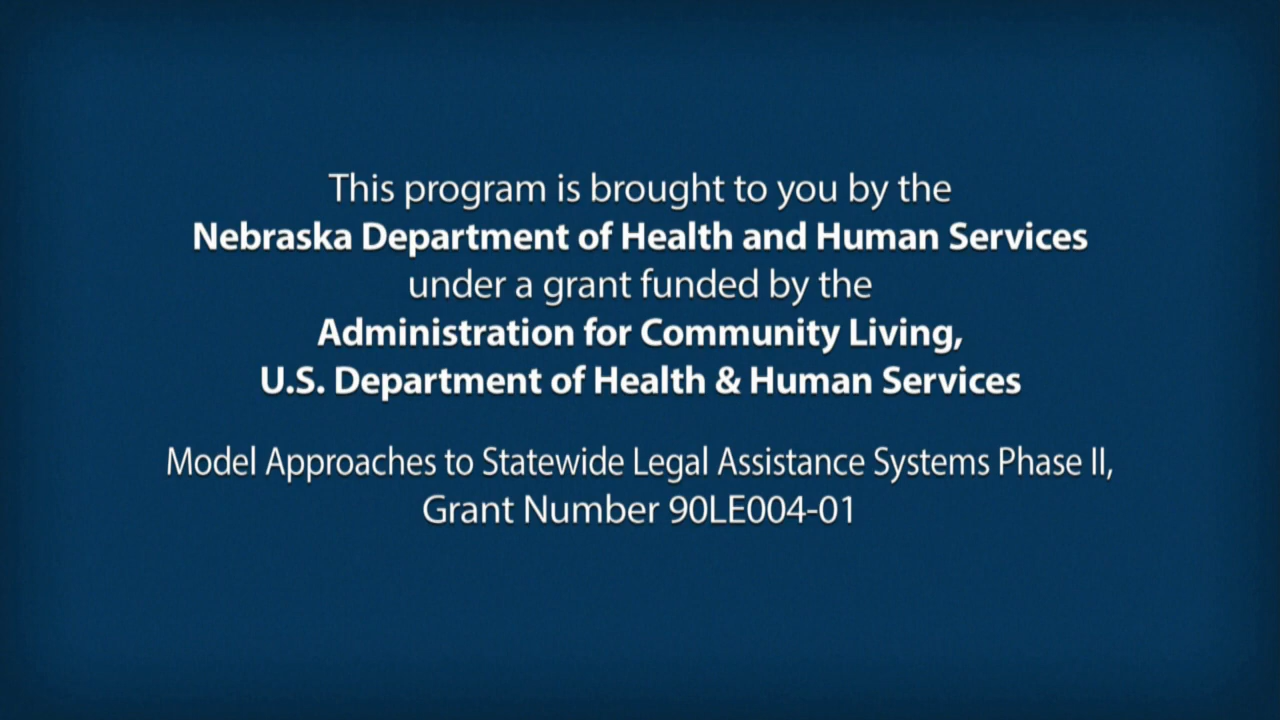 This program is brought to you by the
Nebraska Department of Health and Human Services
under a grant funded by the
Administration for Community Living,
U.S. Department of Health & Human Services
Model Approaches to Statewide Legal Assistance Systems Phase II,
Grant Number 90LE004-01